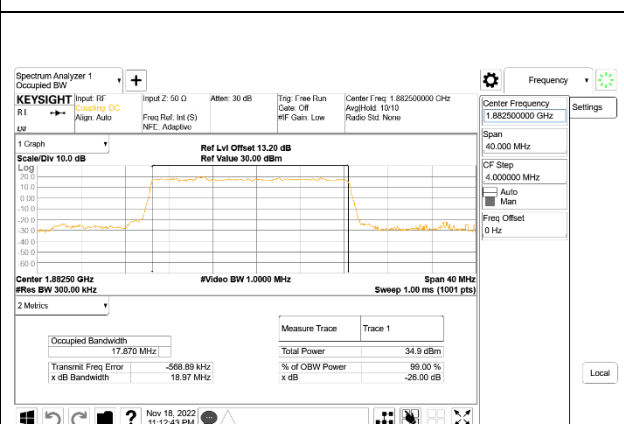 Spectrum Analyzer 1
Occupied BW
+
Frequency
KEYSIGHT
Input: RF
Coupling: DC
Align: Auto
Input Z: 50 Ω
Freq Ref: Int (S)
NFE: Adaptive
Atten: 30 dB
Trig: Free Run
Gate: Off
#IF Gain: Low
Center Freq: 1.882500000 GHz
Avg|Hold: 10/10
Radio Std: None
Center Frequency
1.882500000 GHz
Settings
Span
40.000 MHz
CF Step
4.000000 MHz
Auto
Man
Freq Offset
0 Hz
1 Graph
Scale/Div 10.0 dB
Ref Lvl Offset 13.20 dB
Ref Value 30.00 dBm
Log
20.0
10.0
0.00
-10.0
-20.0
-30.0
-40.0
-50.0
-60.0
Center 1.88250 GHz
#Res BW 300.00 kHz
#Video BW 1.0000 MHz
Span 40 MHz
Sweep 1.00 ms (1001 pts)
2 Metrics
Measure Trace
Trace 1
Occupied Bandwidth
17.870 MHz
Total Power
34.9 dBm
Transmit Freq Error
-568.89 kHz
% of OBW Power
99.00 %
x dB Bandwidth
18.97 MHz
x dB
-26.00 dB
Local
?
Nov 18, 2022
11:12:43 PM